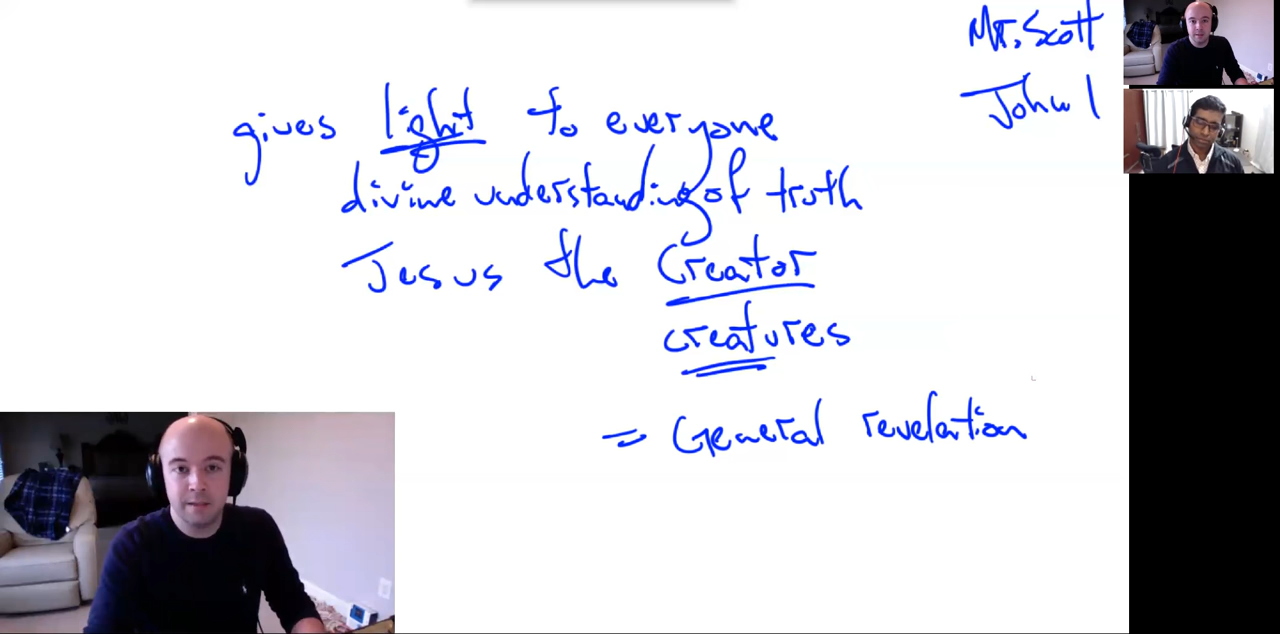 Mr. Scott
John 1
gives light to everyone
divine understanding of truth
Jesus the Creator
creatures
= General revelation